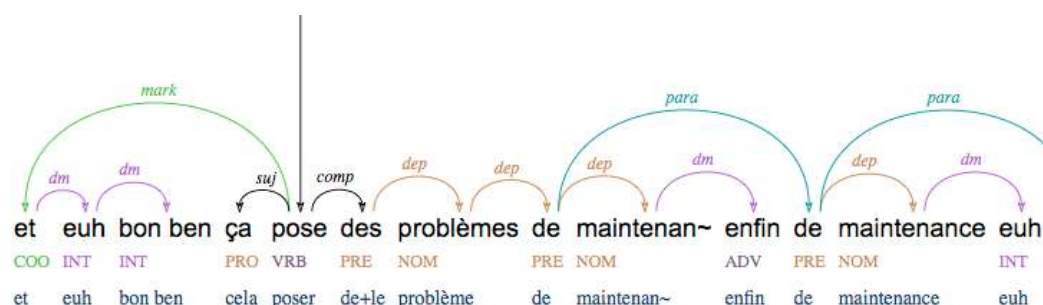 mark para para
dep dep dep dm dep dm
dm dm suj comp
et euh bon ben ça pose des problèmes de maintenan~ enfin de maintenance euh
COO INT INT PRO VRB PRE NOM PRE NOM ADV PRE NOM INT
et euh bon ben cela poser de+le problème de maintenan~ enfin de maintenance euh